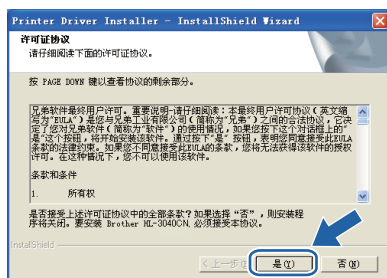 Printer Driver Installer - InstallShield Wizard
许可证协议
请仔细阅读下面的许可证协议。
按 PAGE DOWN 键以查看协议的剩余部分。
兄弟软件最终用户许可。重要说明-请仔细阅读：本最终用户许可协议（英文缩
写为"EULA"）是您与兄弟工业有限公司（简称为"兄弟"）之间的合法协议，它决
定了您对兄弟软件（简称为"软件"）的使用情况，如果您按下这个对话框上的"
是"这个按钮，将开始安装该软件。通过按下"是"按钮，表明您同意接受此EULA
条款的法律约束。如果您不同意接受此EULA的条款，您将无法获得该软件的授权
许可。在这种情况下，您不可以使用该软件。
条款和条件
1. 所有权
是否接受上述许可证协议中的全部条款？如果选择“否”，则安装程
序将关闭。要安装 Brother HL-3040CN，必须接受本协议。
InstallShield
< 上一步(B) 是(Y) 否(N)